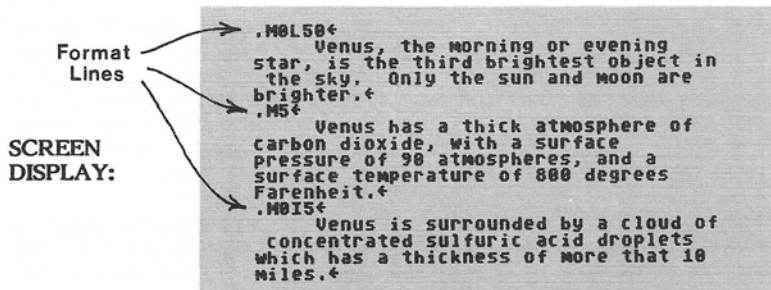 Format
Lines
SCREEN
DISPLAY:
.M0L50←
Venus, the morning or evening
star, is the third brightest object in
the sky. Only the sun and moon are
brighter.←
.M5←
Venus has a thick atmosphere of
carbon dioxide, with a surface
pressure of 90 atmospheres, and a
surface temperature of 800 degrees
Farenheit.←
.M0I5←
Venus is surrounded by a cloud of
concentrated sulfuric acid droplets
which has a thickness of more that 10
miles.←